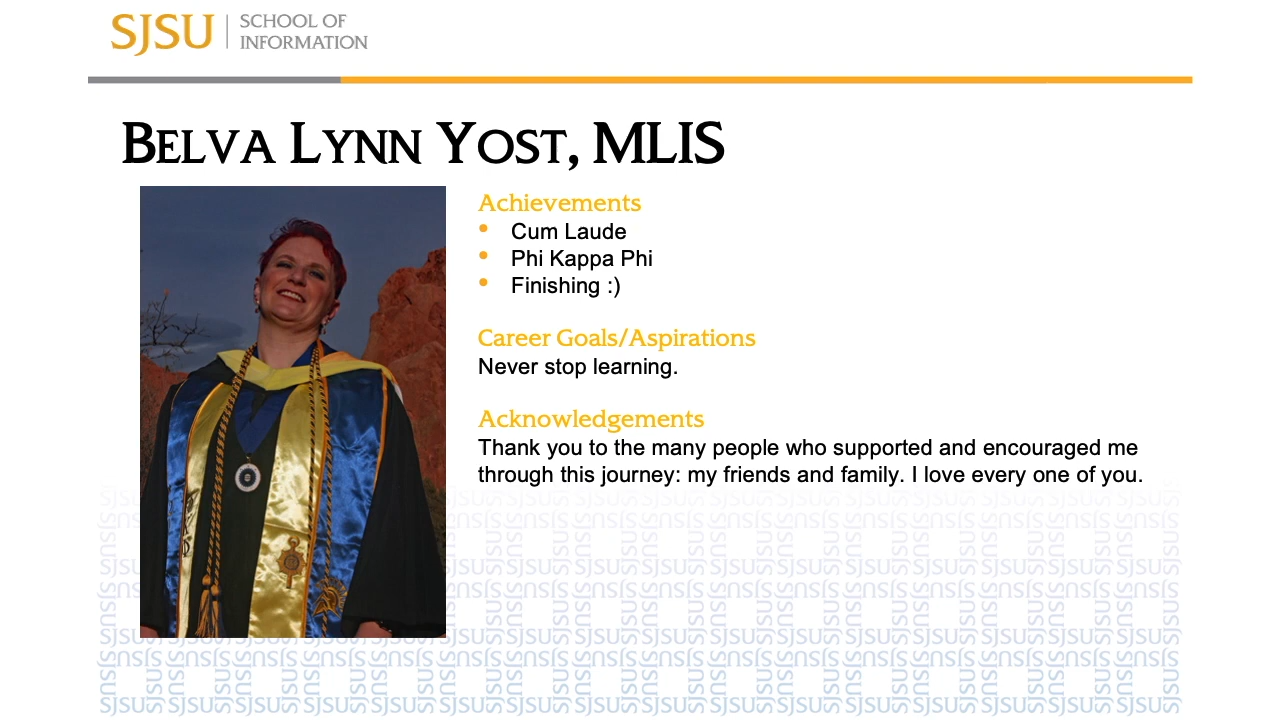 SJSU
SCHOOL OF
INFORMATION
BELVA LYNN YOST, MLIS
Achievements
• Cum Laude
• Phi Kappa Phi
• Finishing :)
Career Goals/Aspirations
Never stop learning.
Acknowledgements
Thank you to the many people who supported and encouraged me
through this journey: my friends and family. I love every one of you.